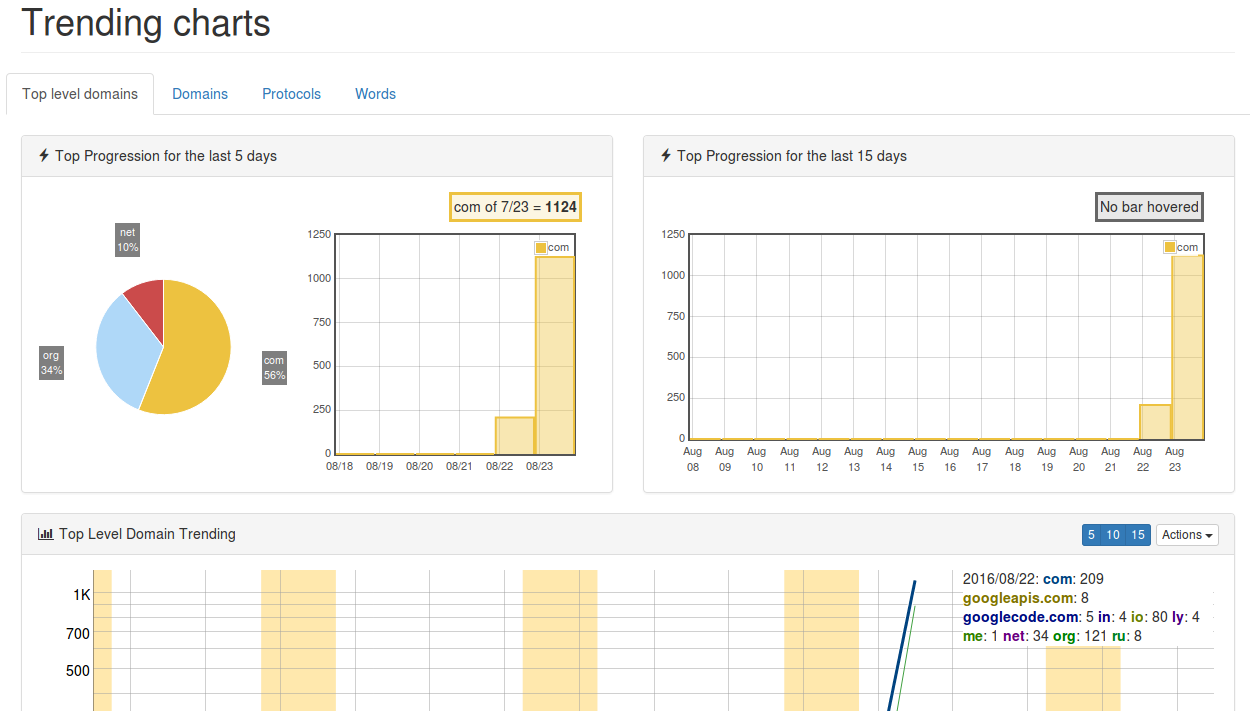 Trending charts
Top level domains
Domains
Protocols
Words
Top Progression for the last 5 days
com of 7/23 = 1124
net
10%
org
34%
com
56%
1250
1000
750
500
250
0
com
08/18 08/19 08/20 08/21 08/22 08/23
Top Progression for the last 15 days
No bar hovered
1250
1000
750
500
250
0
com
Aug Aug Aug Aug Aug Aug Aug Aug Aug Aug Aug Aug Aug Aug Aug Aug
08 09 10 11 12 13 14 15 16 17 18 19 20 21 22 23
Top Level Domain Trending
5 10 15
Actions
1K
700
500
2016/08/22: com: 209
googleapis.com: 8
googlecode.com: 5 in: 4 io: 80 ly: 4
me: 1 net: 34 org: 121 ru: 8